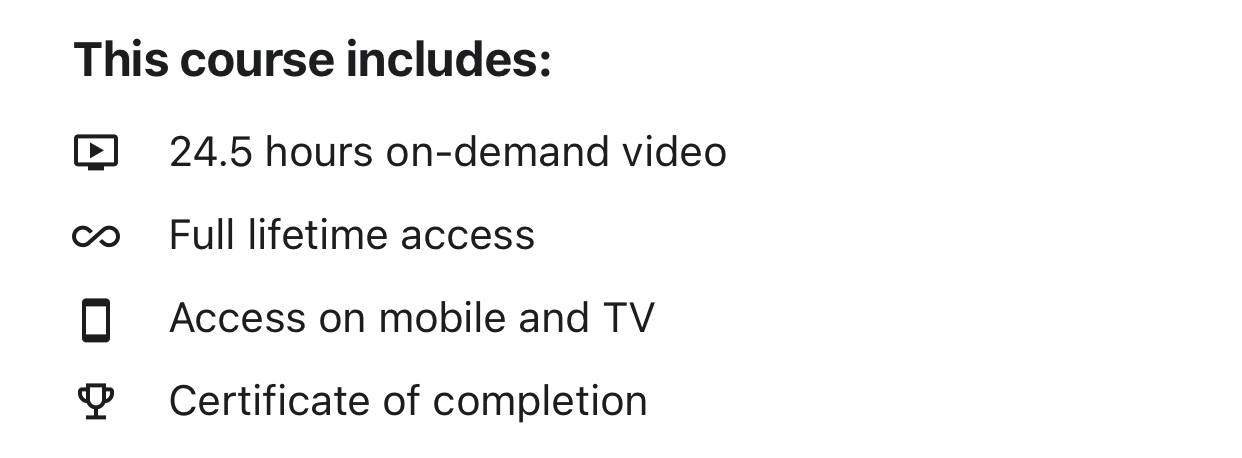 This course includes:
24.5 hours on-demand video
Full lifetime access
Access on mobile and TV
Certificate of completion